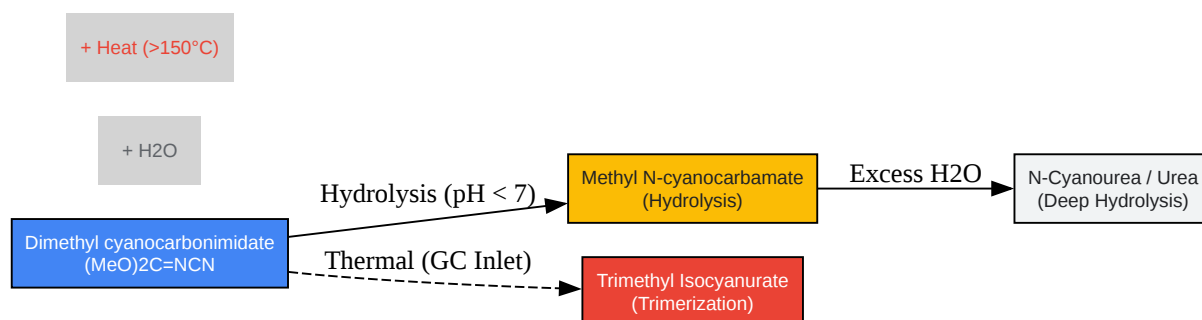 + Heat (>150°C)
+ H2O
Hydrolysis (pH < 7)
Methyl N-cyanocarbamate
(Hydrolysis)
Excess H2O
N-Cyanourea / Urea
(Deep Hydrolysis)
Dimethyl cyanocarbonimidate
(MeO)2C=NCN
Thermal (GC Inlet)
Trimethyl Isocyanurate
(Trimerization)